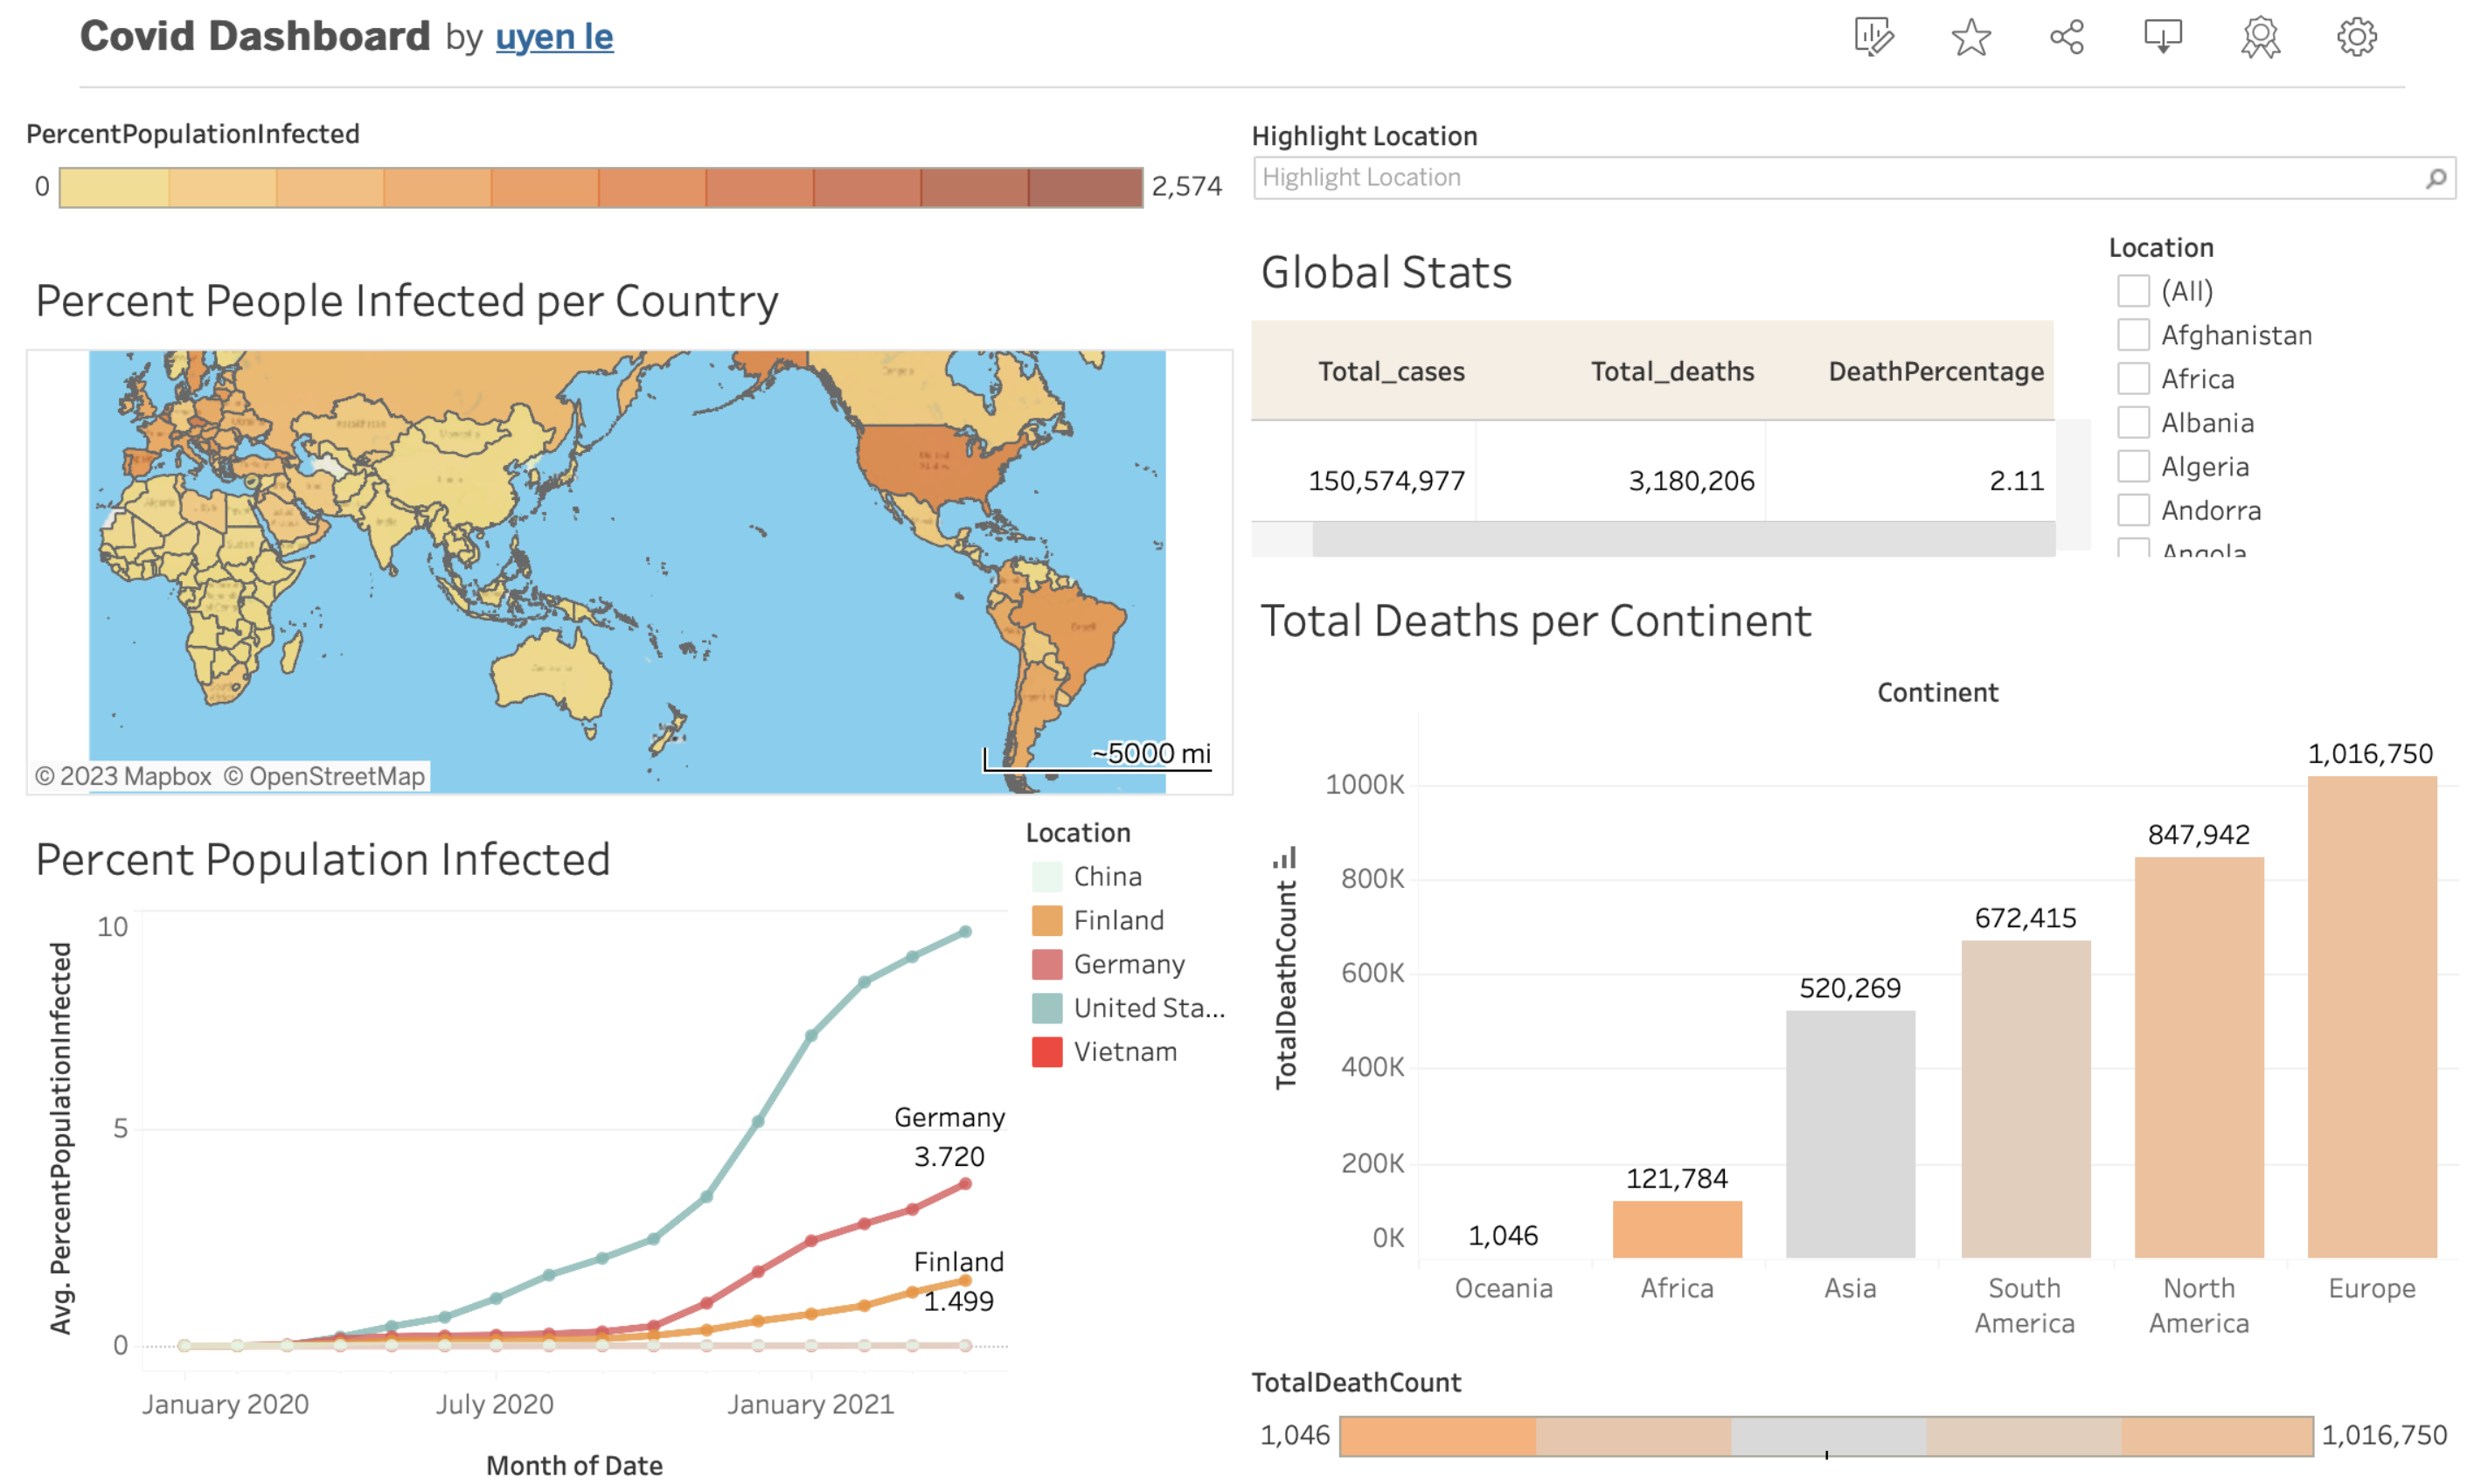 Covid Dashboard by uyen le
PercentPopulationInfected
0
2,574
Highlight Location
Highlight Location
Percent People Infected per Country
© 2023 Mapbox © OpenStreetMap
~5000 mi
Global Stats
Total_cases
Total_deaths
DeathPercentage
150,574,977
3,180,206
2.11
Location
(All)
Afghanistan
Africa
Albania
Algeria
Andorra
Angola
Percent Population Infected
Avg. PercentPopulationInfected
10
5
0
Germany
3.720
Finland
1.499
January 2020
July 2020
January 2021
Month of Date
Location
China
Finland
Germany
United Sta...
Vietnam
Total Deaths per Continent
Continent
TotalDeathCount
1000K
800K
600K
400K
200K
0K
1,046
121,784
520,269
672,415
847,942
1,016,750
Oceania
Africa
Asia
South
America
North
America
Europe
TotalDeathCount
1,046
1,016,750